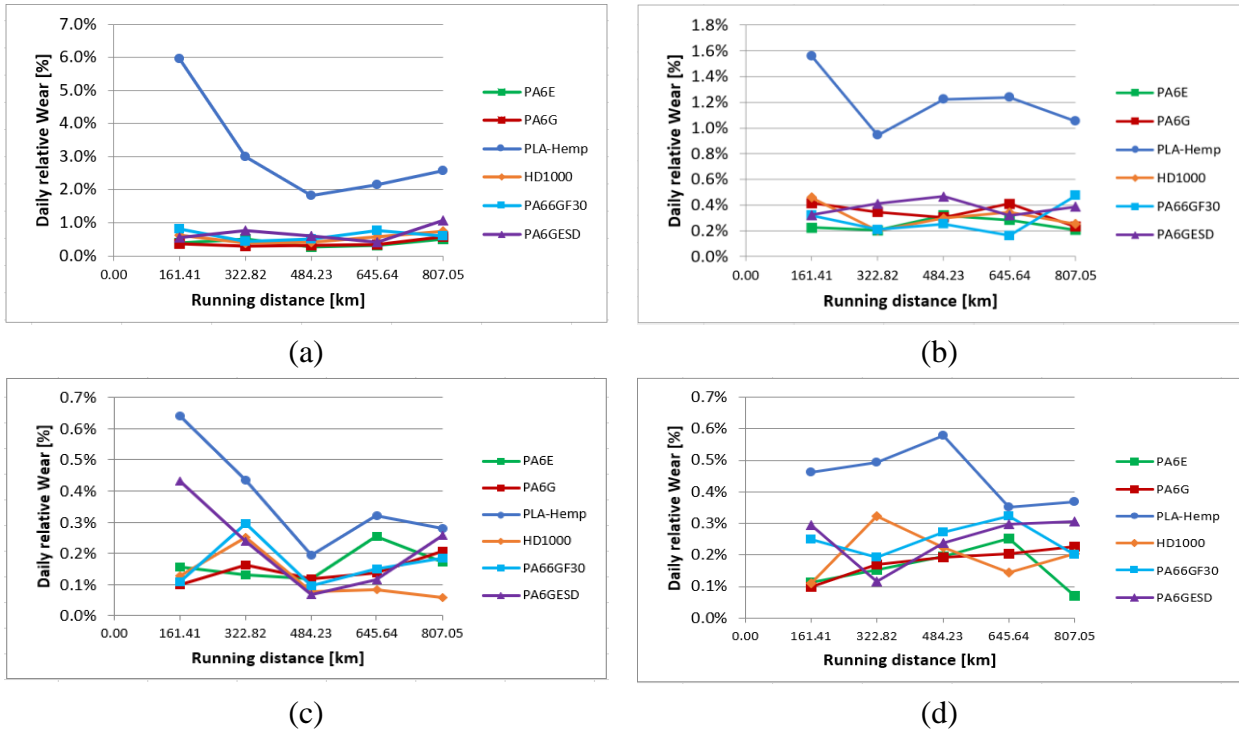 7.0%
6.0%
5.0%
4.0%
3.0%
2.0%
1.0%
0.0%
Daily relative Wear [%]
0.00 161.41 322.82 484.23 645.64 807.05
Running distance [km]
PA6E
PA6G
PLA-Hemp
HD1000
PA66GF30
PA6GESD
(a)
1.8%
1.6%
1.4%
1.2%
1.0%
0.8%
0.6%
0.4%
0.2%
0.0%
Daily relative Wear [%]
0.00 161.41 322.82 484.23 645.64 807.05
Running distance [km]
PA6E
PA6G
PLA-Hemp
HD1000
PA66GF30
PA6GESD
(b)
0.7%
0.6%
0.5%
0.4%
0.3%
0.2%
0.1%
0.0%
Daily relative Wear [%]
0.00 161.41 322.82 484.23 645.64 807.05
Running distance [km]
PA6E
PA6G
PLA-Hemp
HD1000
PA66GF30
PA6GESD
(c)
0.7%
0.6%
0.5%
0.4%
0.3%
0.2%
0.1%
0.0%
Daily relative Wear [%]
0.00 161.41 322.82 484.23 645.64 807.05
Running distance [km]
PA6E
PA6G
PLA-Hemp
HD1000
PA66GF30
PA6GESD
(d)